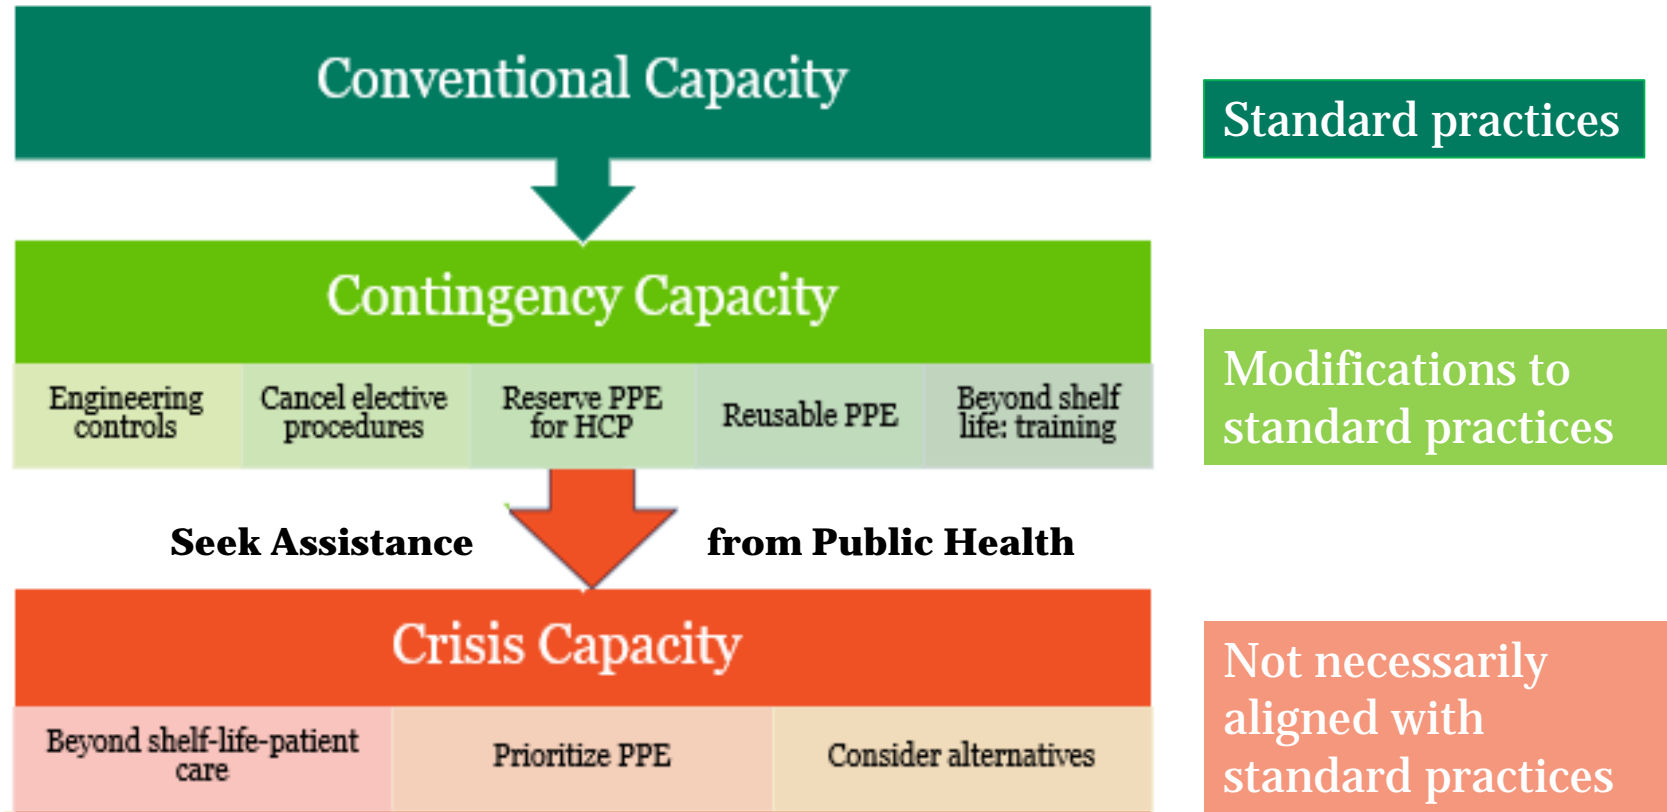 Conventional Capacity
Standard practices
Contingency Capacity
Engineering
controls
Cancel elective
procedures
Reserve PPE
for HCP
Reusable PPE
Beyond shelf
life: training
Modifications to
standard practices
Seek Assistance from Public Health
Crisis Capacity
Beyond shelf-life-patient
care
Prioritize PPE
Consider alternatives
Not necessarily
aligned with
standard practices